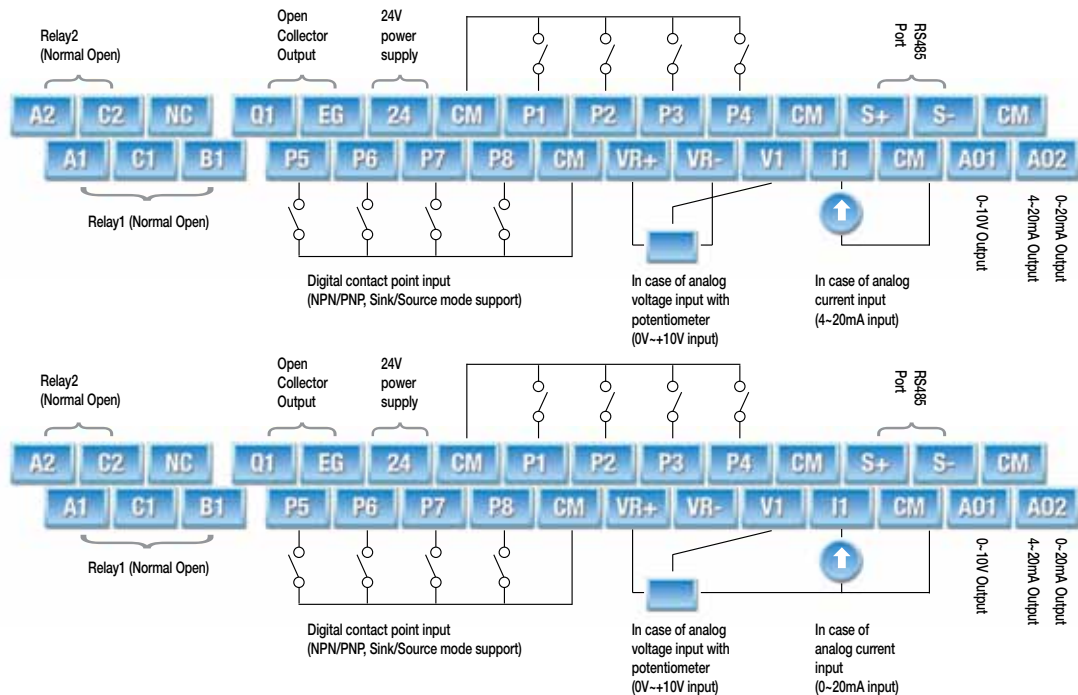 Relay2
(Normal Open)
Open
Collector
Output
24V
power
supply
RS485
Port
A2 C2 NC Q1 EG 24 CM P1 P2 P3 P4 CM S+ S- CM
A1 C1 B1 P5 P6 P7 P8 CM VR+ VR- V1 I1 CM AO1 AO2
Relay1 (Normal Open)
Digital contact point input
(NPN/PNP, Sink/Source mode support)
In case of analog
voltage input with
potentiometer
(0V~+10V input)
In case of analog
current input
(4~20mA input)
0~10V Output
0~20mA Output
4~20mA Output
Relay2
(Normal Open)
Open
Collector
Output
24V
power
supply
RS485
Port
A2 C2 NC Q1 EG 24 CM P1 P2 P3 P4 CM S+ S- CM
A1 C1 B1 P5 P6 P7 P8 CM VR+ VR- V1 I1 CM AO1 AO2
Relay1 (Normal Open)
Digital contact point input
(NPN/PNP, Sink/Source mode support)
In case of analog
voltage input with
potentiometer
(0V~+10V input)
In case of
analog current
input
(0~20mA input)
0~10V Output
0~20mA Output
4~20mA Output